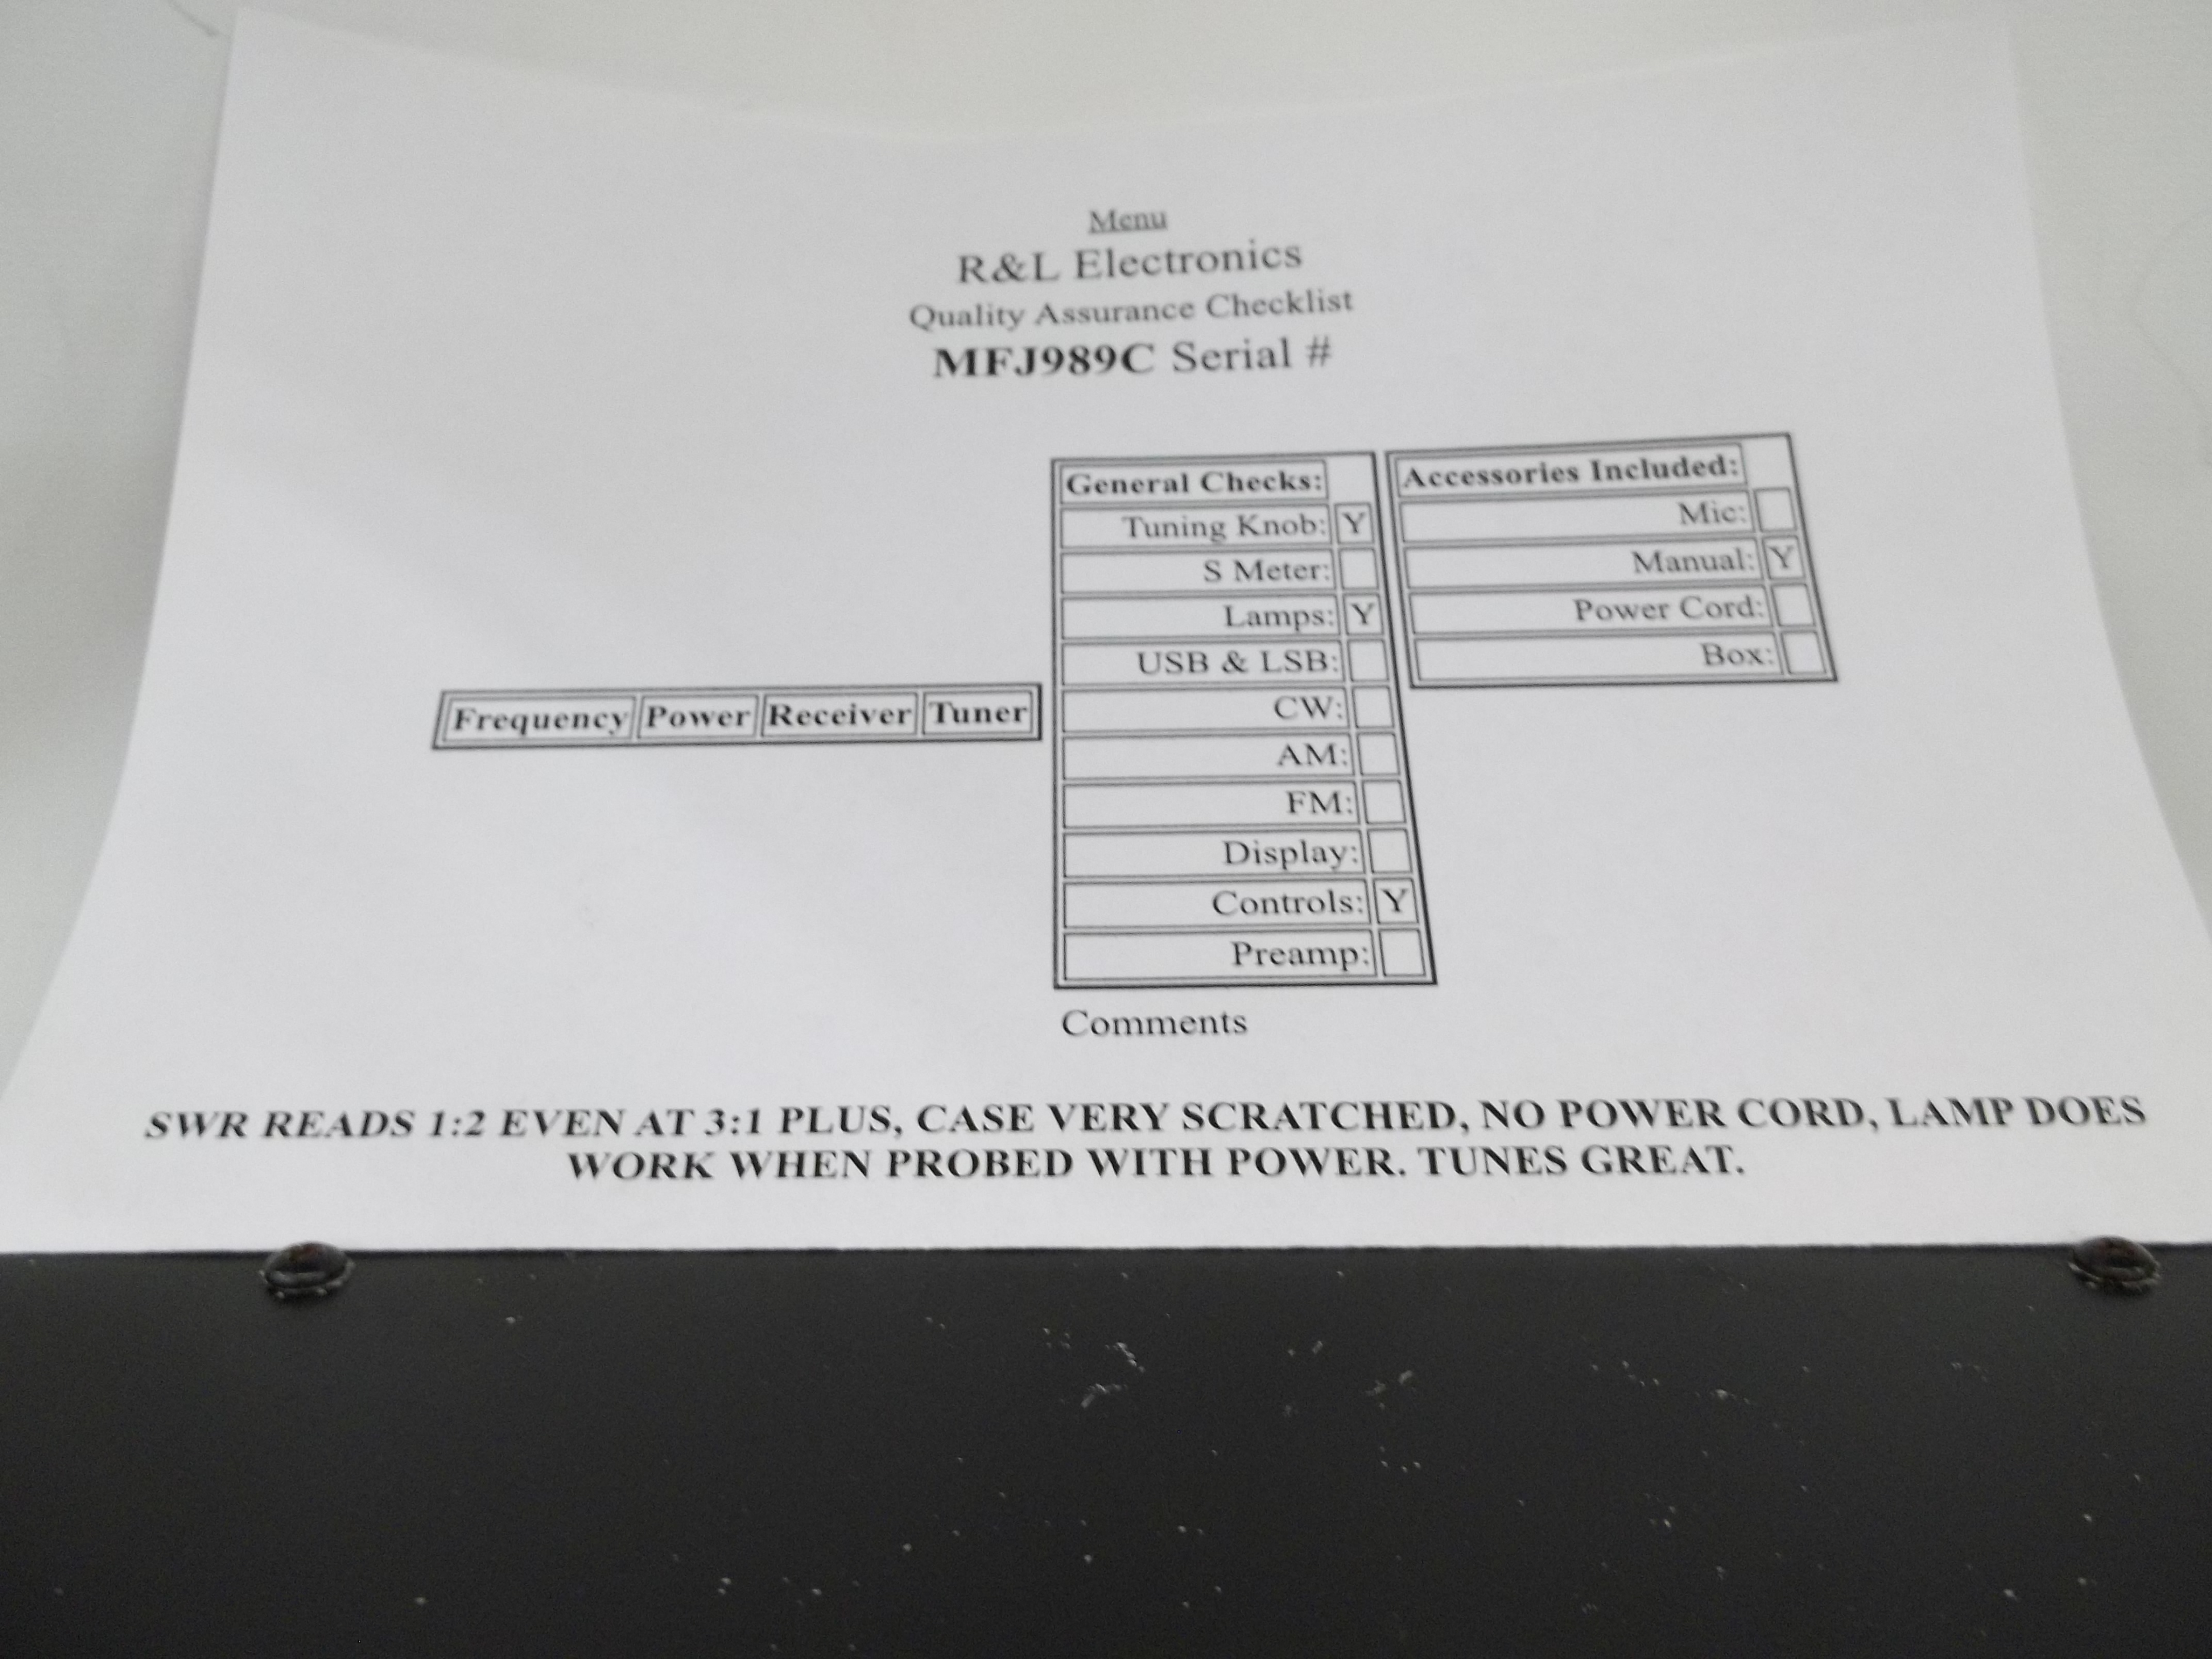 Menu
R&L Electronics
Quality Assurance Checklist
MFJ989C Serial #
Frequency Power Receiver Tuner
General Checks:
Tuning Knob: Y
S Meter:
Lamps: Y
USB & LSB:
CW:
AM:
FM:
Display:
Controls: Y
Preamp:
Accessories Included:
Mic:
Manual: Y
Power Cord:
Box:
Comments
SWR READS 1:2 EVEN AT 3:1 PLUS, CASE VERY SCRATCHED, NO POWER CORD, LAMP DOES
WORK WHEN PROBED WITH POWER. TUNES GREAT.